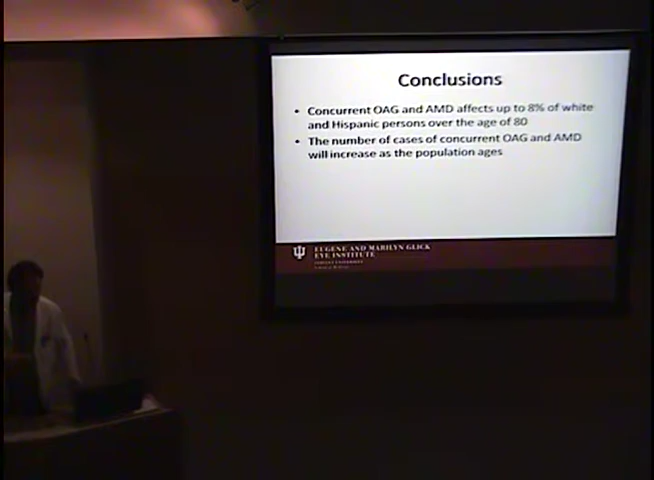 Conclusions
• Concurrent OAG and AMD affects up to 8% of white
and Hispanic persons over the age of 80
• The number of cases of concurrent OAG and AMD
will increase as the population ages
EUGENE AND MARILYN GLICK
EYE INSTITUTE